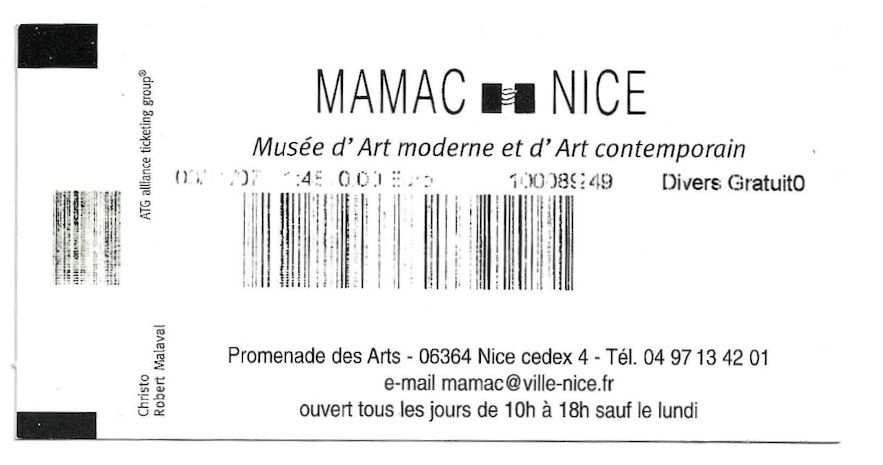 MAMAC NICE
Musée d'Art moderne et d'Art contemporain
Divers Gratuit0
ATG alliance ticketing group®
Christo
Robert Malaval
Promenade des Arts - 06364 Nice cedex 4 - Tél. 04 97 13 42 01
e-mail mamac@ville-nice.fr
ouvert tous les jours de 10h à 18h sauf le lundi